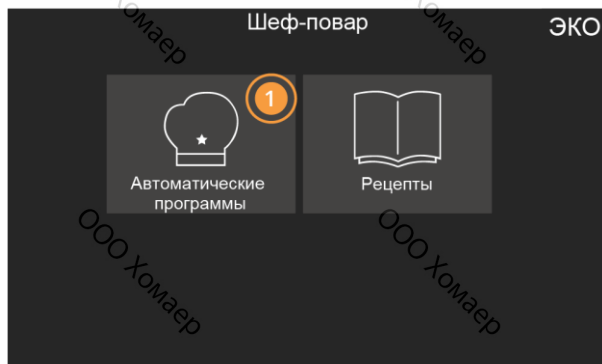 Шеф-повар
ЭКО
1
Автоматические
программы
Рецепты
ООО Хомаер
ООО Хомаер
Хомаер
Хомаер